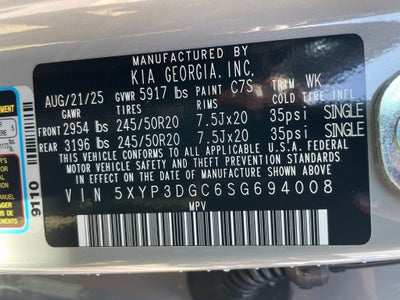 MANUFACTURED BY
KIA GEORGIA, INC.
AUG/21/25 GVWR 5917 lbs PAINT C7S TRIM WK
GAWR TIRES RIMS COLD TIRE INFL.PRES.
FRONT 2954 lbs 245/50R20 7.5Jx20 35psi SINGLE
REAR 3196 lbs 245/50R20 7.5Jx20 35psi SINGLE
THIS VEHICLE CONFORMS TO ALL APPLICABLE U.S.A. FEDERAL
MOTOR VEHICLE SAFETY, BUMPER, AND THEFT PREVENTION
STANDARDS IN EFFECT ON THE DATE OF MANUFACTURE SHOWN ABOVE
VIN 5XYP3DGC6SG694008
MPV
9110